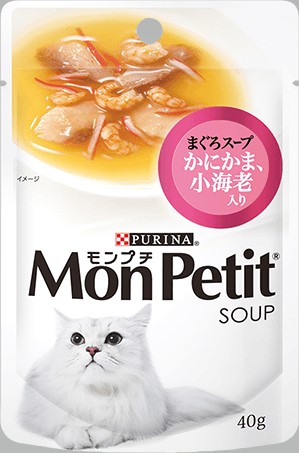 まぐろスープ
かにかま、
小海老
入り
イメージ
PURINA®
モンプチ
MonPetit®
SOUP
40g